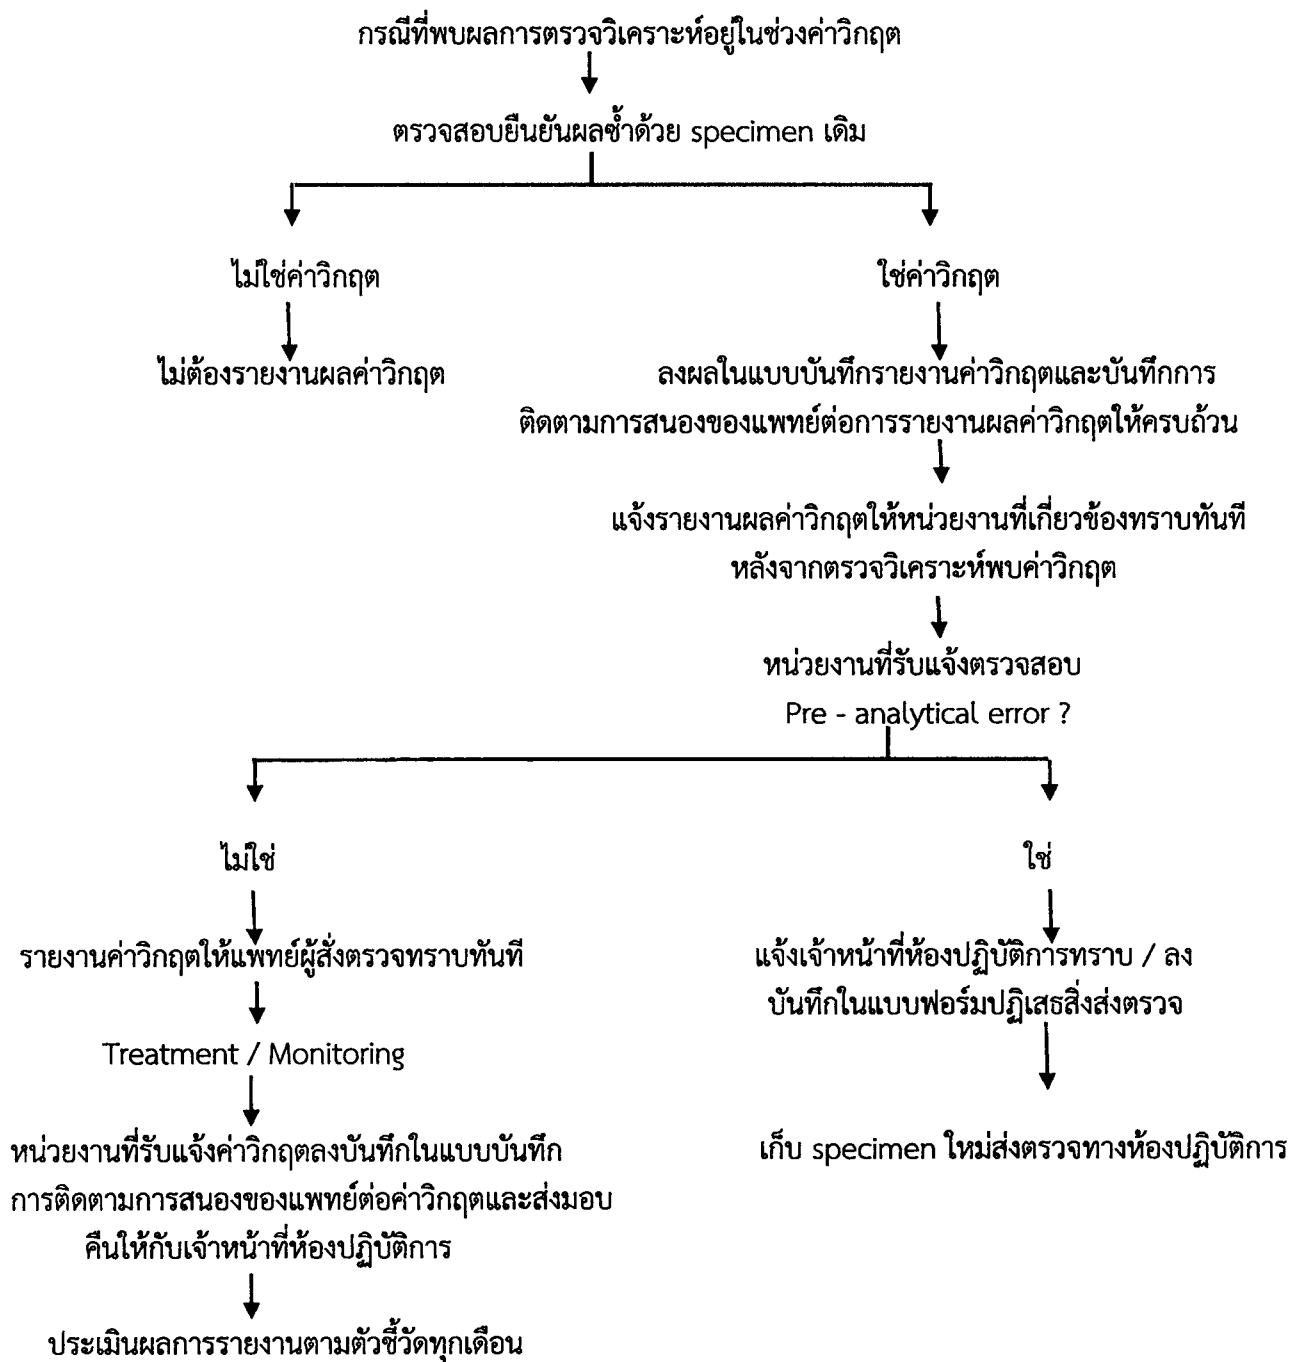 กรณีที่พบผลการตรวจวิเคราะห์อยู่ในช่วงค่าวิกฤต
ตรวจสอบยืนยันผลซ้ำด้วย specimen เดิม
ไม่ใช่ค่าวิกฤต
ใช่ค่าวิกฤต
ไม่ต้องรายงานผลค่าวิกฤต
ลงผลในแบบบันทึกรายงานค่าวิกฤตและบันทึกการ
ติดตามการสนองของแพทย์ต่อการรายงานผลค่าวิกฤตให้ครบถ้วน
แจ้งรายงานผลค่าวิกฤตให้หน่วยงานที่เกี่ยวข้องทราบทันที
หลังจากตรวจวิเคราะห์พบค่าวิกฤต
หน่วยงานที่รับแจ้งตรวจสอบ
Pre - analytical error ?
ไม่ใช่
ใช่
รายงานค่าวิกฤตให้แพทย์ผู้สั่งตรวจทราบทันที
แจ้งเจ้าหน้าที่ห้องปฏิบัติการทราบ / ลง
บันทึกในแบบฟอร์มปฏิเสธสิ่งส่งตรวจ
Treatment / Monitoring
หน่วยงานที่รับแจ้งค่าวิกฤตลงบันทึกในแบบบันทึก
การติดตามการสนองของแพทย์ต่อค่าวิกฤตและส่งมอบ
คืนให้กับเจ้าหน้าที่ห้องปฏิบัติการ
เก็บ specimen ใหม่ส่งตรวจทางห้องปฏิบัติการ
ประเมินผลการรายงานตามตัวชี้วัดทุกเดือน